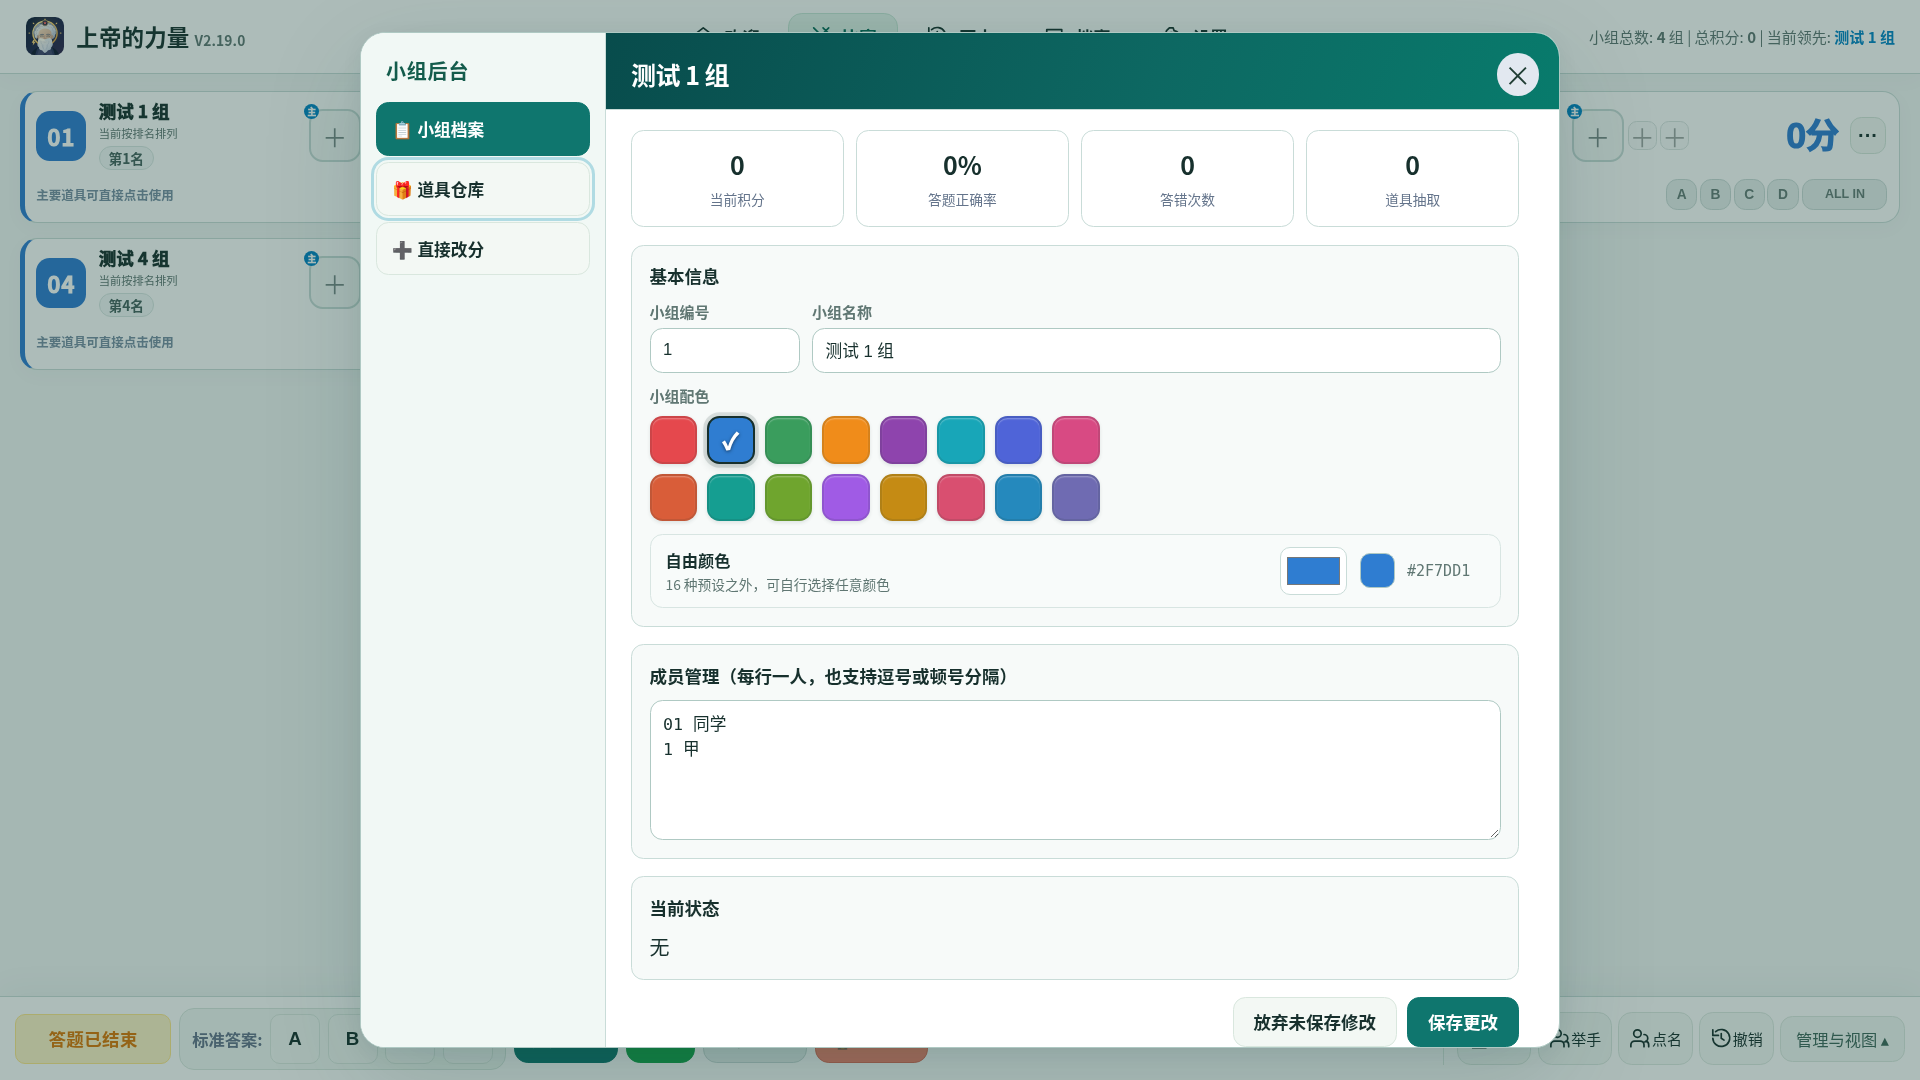 上帝的力量 V2.19.0
小组总数: 4 组 | 总积分: 0 | 当前领先: 测试 1 组
01
测试 1 组
当前按排名排列
第1名
主要道具可直接点击使用
主
04
测试 4 组
当前按排名排列
第4名
主要道具可直接点击使用
主
小组后台
📋 小组档案
🎁 道具仓库
➕ 直接改分
测试 1 组
0
当前积分
0%
答题正确率
0
答错次数
0
道具抽取
基本信息
小组编号
小组名称
1
测试 1 组
小组配色
✓
自由颜色
16 种预设之外，可自行选择任意颜色
#2F7DD1
成员管理（每行一人，也支持逗号或顿号分隔）
01 同学
1 甲
当前状态
无
放弃未保存修改
保存更改
主
0分
...
A B C D ALL IN
答题已结束
标准答案:
A
B
举手
点名
撤销
管理与视图 ▴